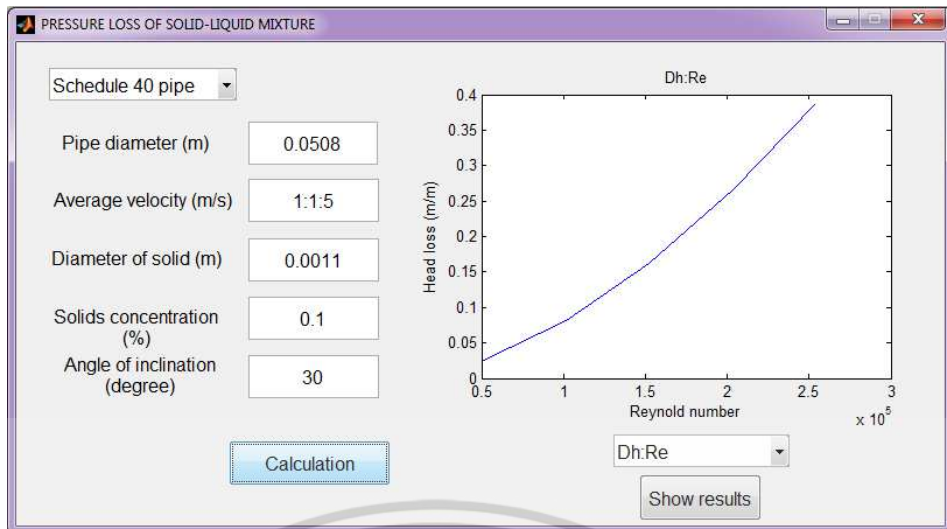 PRESSURE LOSS OF SOLID-LIQUID MIXTURE
Schedule 40 pipe
Pipe diameter (m)
0.0508
Average velocity (m/s)
1:1:5
Diameter of solid (m)
0.0011
Solids concentration
(%)
0.1
Angle of inclination
(degree)
30
Calculation
Dh:Re
Head loss (m/m)
0.4
0.35
0.3
0.25
0.2
0.15
0.1
0.05
0
0.5
1
1.5
2
2.5
3
Reynold number
x 10^5
Dh:Re
Show results